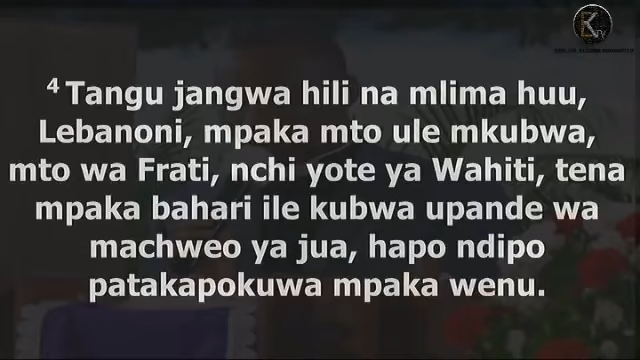 ⁴ Tangu jangwa hili na mlima huu,
Lebanoni, mpaka mto ule mkubwa,
mto wa Frati, nchi yote ya Wahiti, tena
mpaka bahari ile kubwa upande wa
machweo ya jua, hapo ndipo
patakapokuwa mpaka wenu.